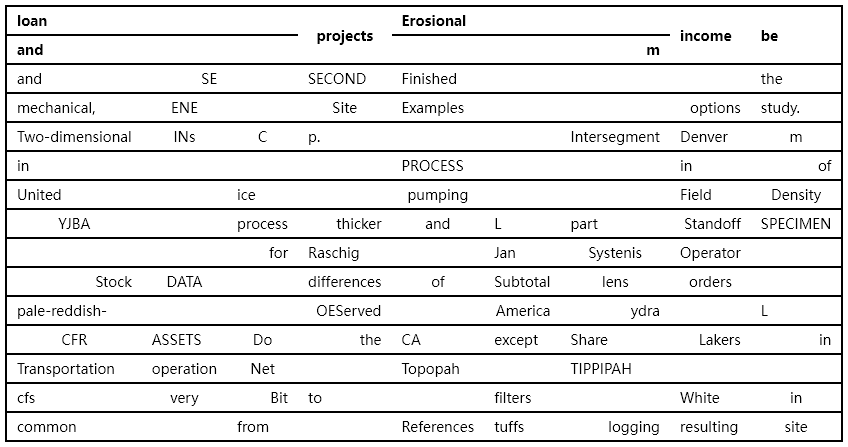 loan projects Erosional income be
and m
and SE SECOND Finished the
mechanical, ENE Site Examples options study.
Two-dimensional INs C p. Intersegment Denver m
in PROCESS in of
United ice pumping Field Density
YJBA process thicker and L part Standoff SPECIMEN
for Raschig Jan Systenis Operator
Stock DATA differences of Subtotal lens orders
pale-reddish- OEServed America ydra L
CFR ASSETS Do the CA except Share Lakers in
Transportation operation Net Topopah TIPPIPAH
cfs very Bit to filters White in
common from References tuffs logging resulting site